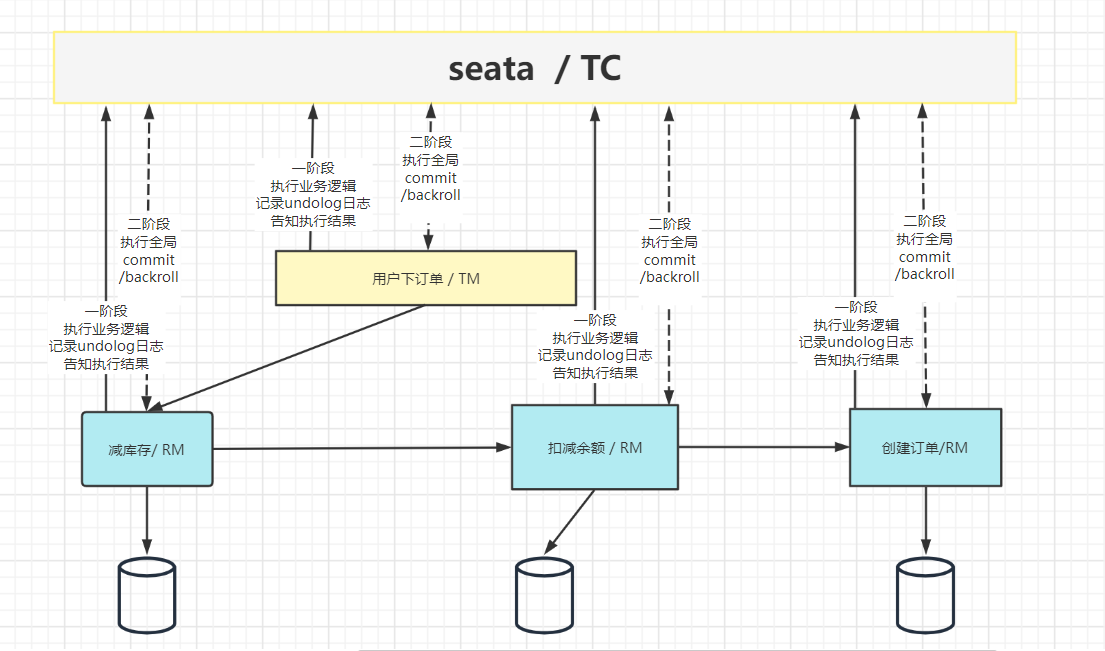 seata / TC
一阶段
执行业务逻辑
记录undolog日志
告知执行结果
二阶段
执行全局
commit
/backroll
二阶段
执行全局
commit
/backroll
二阶段
执行全局
commit
/backroll
二阶段
执行全局
commit
/backroll
用户下订单 / TM
一阶段
执行业务逻辑
记录undolog日志
告知执行结果
一阶段
执行业务逻辑
记录undolog日志
告知执行结果
一阶段
执行业务逻辑
记录undolog日志
告知执行结果
减库存/ RM
扣减余额 / RM
创建订单/RM